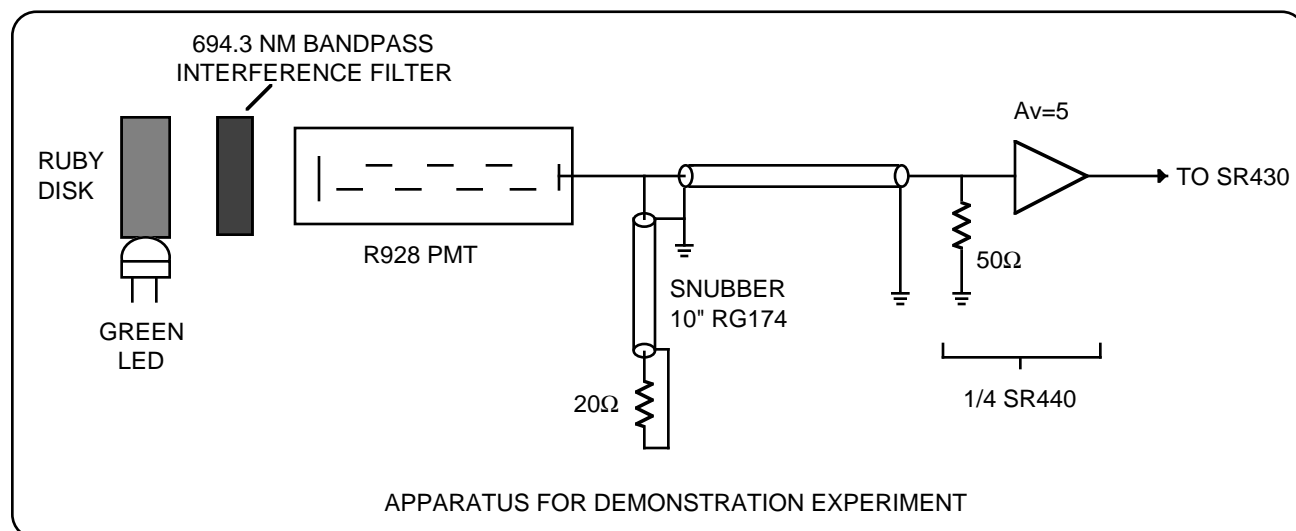 694.3 NM BANDPASS
INTERFERENCE FILTER
RUBY
DISK
GREEN
LED
R928 PMT
SNUBBER
10" RG174
20Ω
Av=5
TO SR430
50Ω
1/4 SR440
APPARATUS FOR DEMONSTRATION EXPERIMENT